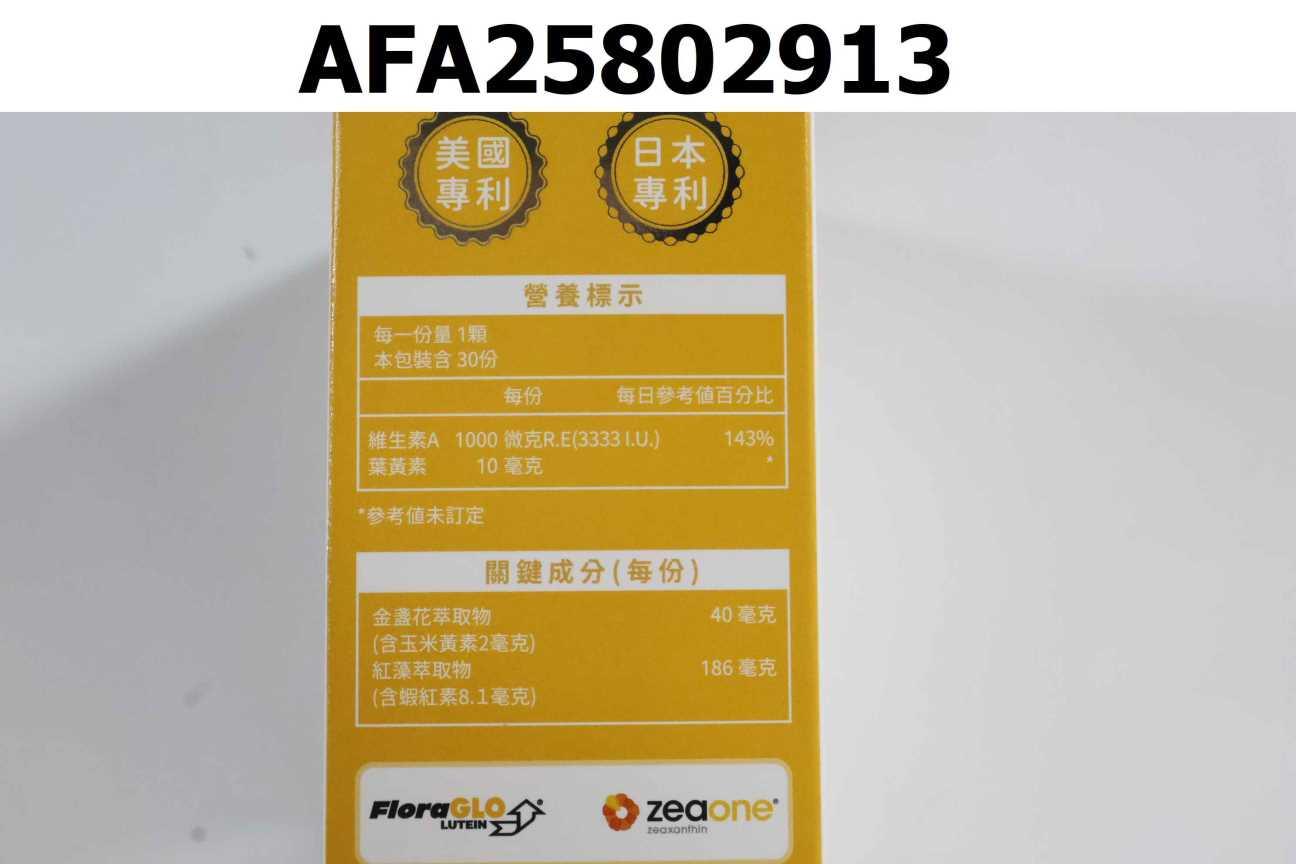 AFA25802913
美國
專利
日本
專利
營養標示
每一份量 1顆
本包裝含 30份
每份 每日參考值百分比
維生素A 1000 微克R.E(3333 I.U.) 143%
葉黃素 10 毫克 *
*參考值未訂定
關鍵成分(每份)
金盞花萃取物 40 毫克
(含玉米黃素2毫克)
紅藻萃取物 186 毫克
(含蝦紅素8.1毫克)
FloraGLO
LUTEIN
zeaone®
zeaxanthin